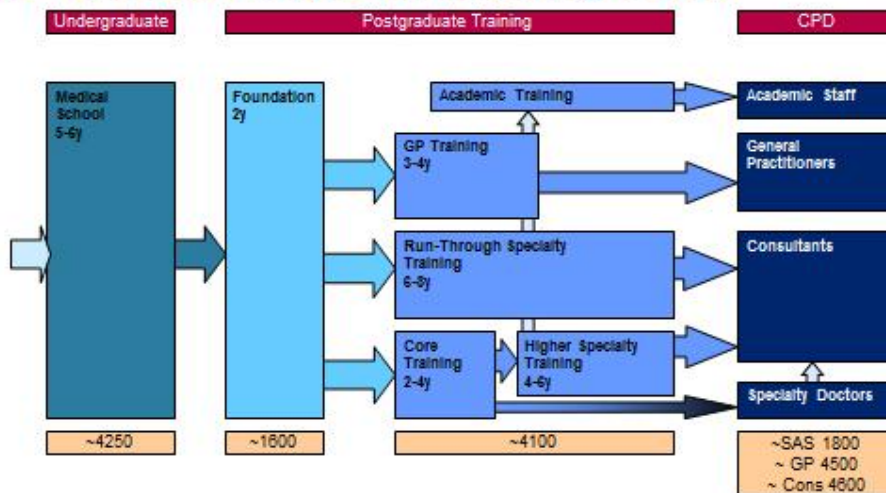 Undergraduate
Postgraduate Training
CPD
Medical
School
5-6y
Foundation
2y
Academic Training
Academic Staff
GP Training
3-4y
General
Practitioners
Run-Through Specialty
Training
6-8y
Consultants
Core
Training
2-4y
Higher Specialty
Training
4-6y
Specialty Doctors
~4250
~1600
~4100
~SAS 1800
~ GP 4500
~ Cons 4600